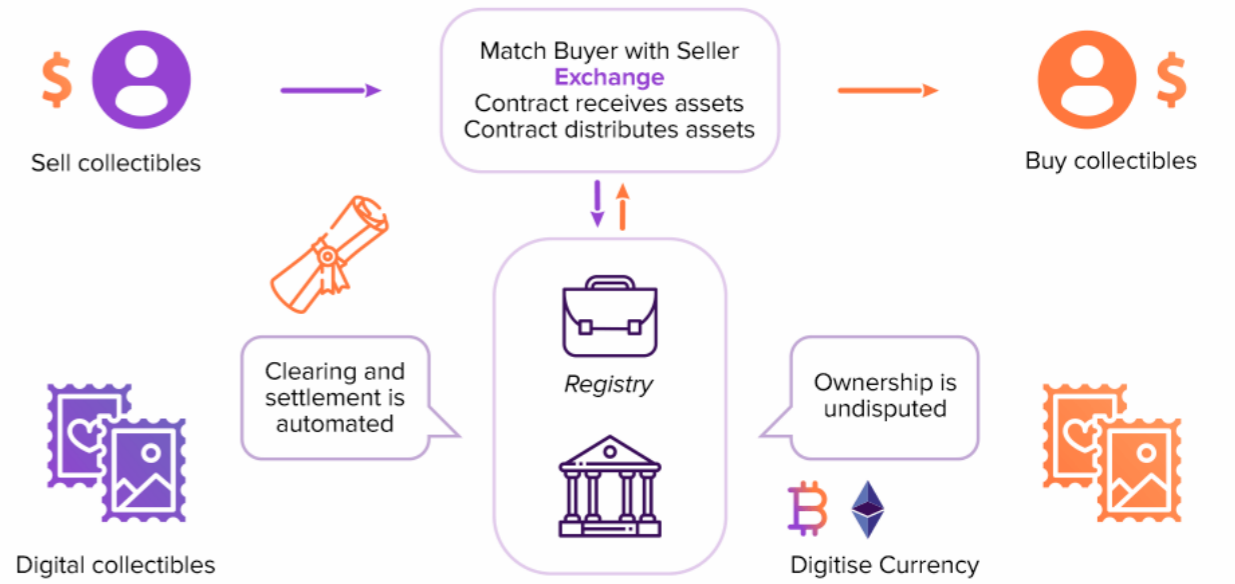 Match Buyer with Seller
Exchange
Contract receives assets
Contract distributes assets
$
$
Sell collectibles
Buy collectibles
Registry
Clearing and
settlement is
automated
Ownership is
undisputed
Digital collectibles
Digitise Currency